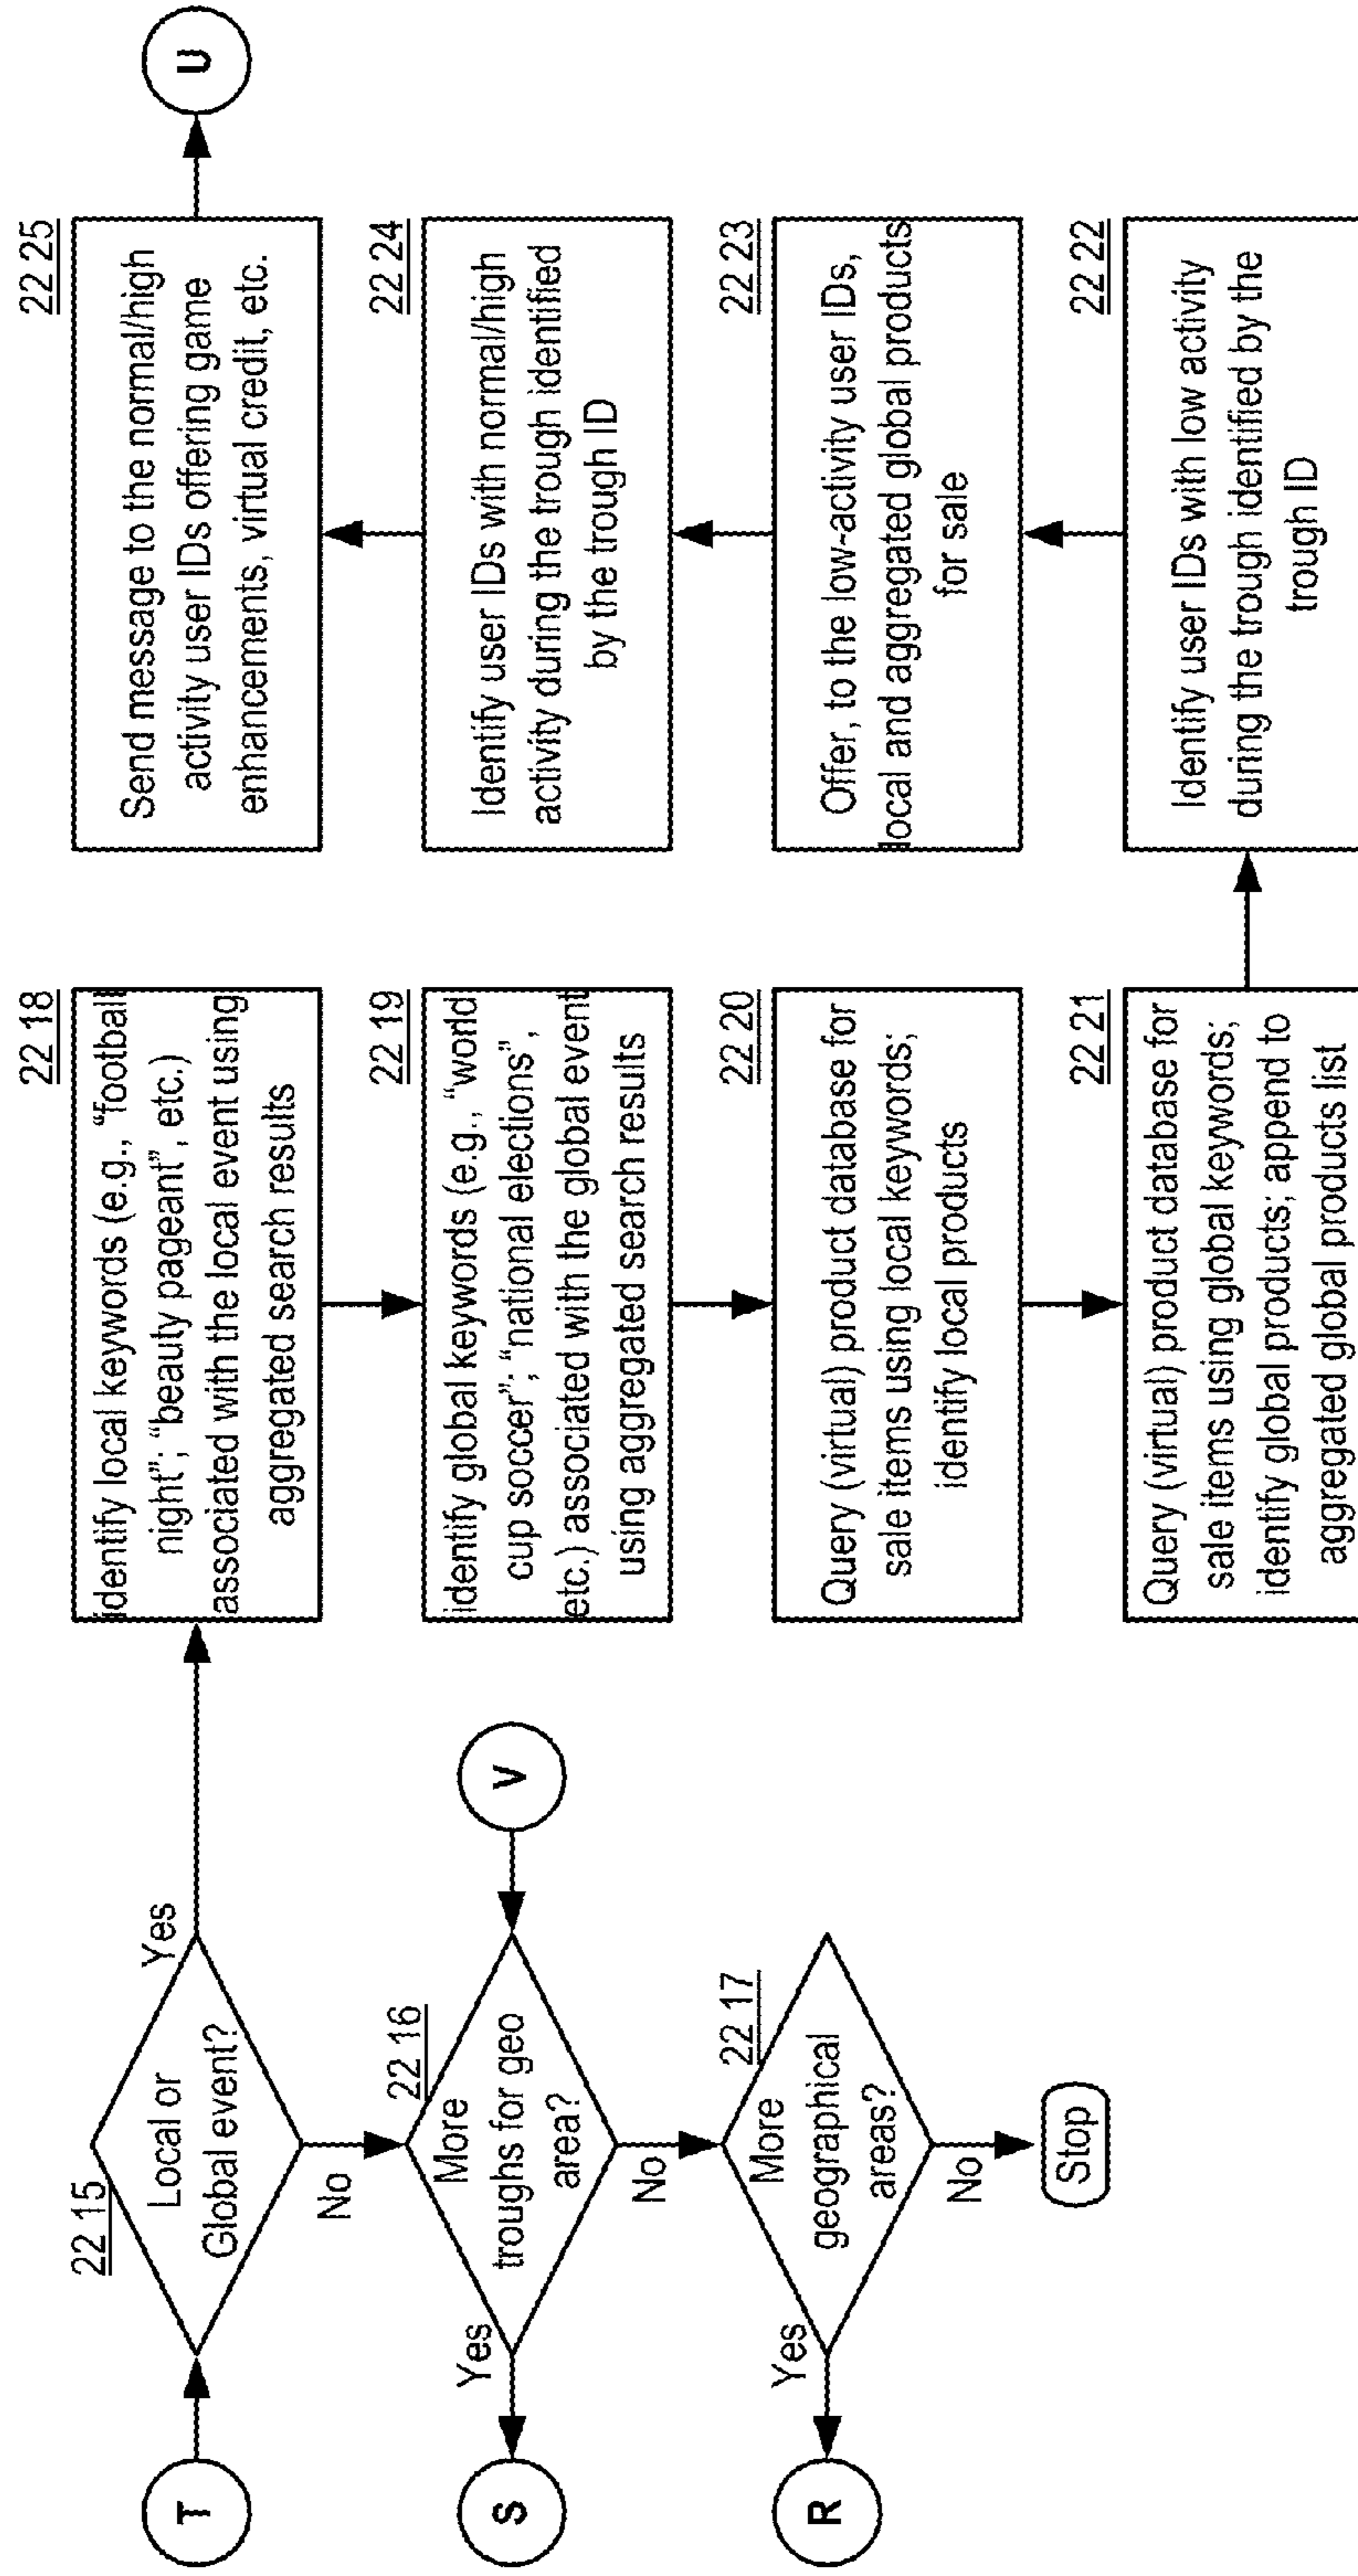 T
22 15
Local or
Global event?
Yes
No
S
Yes
22 16
More
troughs for geo
area?
V
No
R
Yes
22 17
More
geographical
areas?
No
Stop
22 18
identify local keywords (e.g., “football
night”; “beauty pageant”, etc.)
associated with the local event using
aggregated search results
22 19
identify global keywords (e.g., “world
cup soccer”; “national elections”,
etc.) associated with the global event
using aggregated search results
22 20
Query (virtual) product database for
sale items using local keywords;
identify local products
22 21
Query (virtual) product database for
sale items using global keywords;
identify global products; append to
aggregated global products list
22 25
Send message to the normal/high
activity user IDs offering game
enhancements, virtual credit, etc.
22 24
Identify user IDs with normal/high
activity during the trough identified
by the trough ID
22 23
Offer, to the low-activity user IDs,
local and aggregated global products
for sale
22 22
Identify user IDs with low activity
during the trough identified by the
trough ID
U